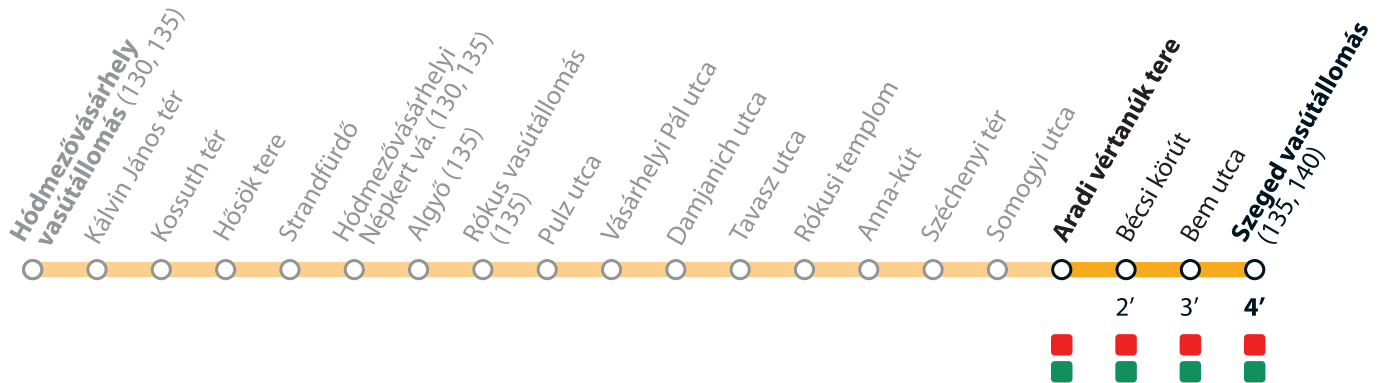 Hódmezővásárhely
vasútállomás (130, 135)
Kálvin János tér
Kossuth tér
Hősök tere
Strandfürdő
Hódmezővásárhelyi
Népkert vá. (130, 135)
Algyő (135)
Rókus vasútállomás
(135)
Pulz utca
Vásárhelyi Pál utca
Damjanich utca
Tavasz utca
Rókusi templom
Anna-kút
Széchenyi tér
Somogyi utca
Aradi vértanúk tere
Bécsi körút
Bem utca
Szeged vasútállomás
(135, 140)
2’ 3’ 4’